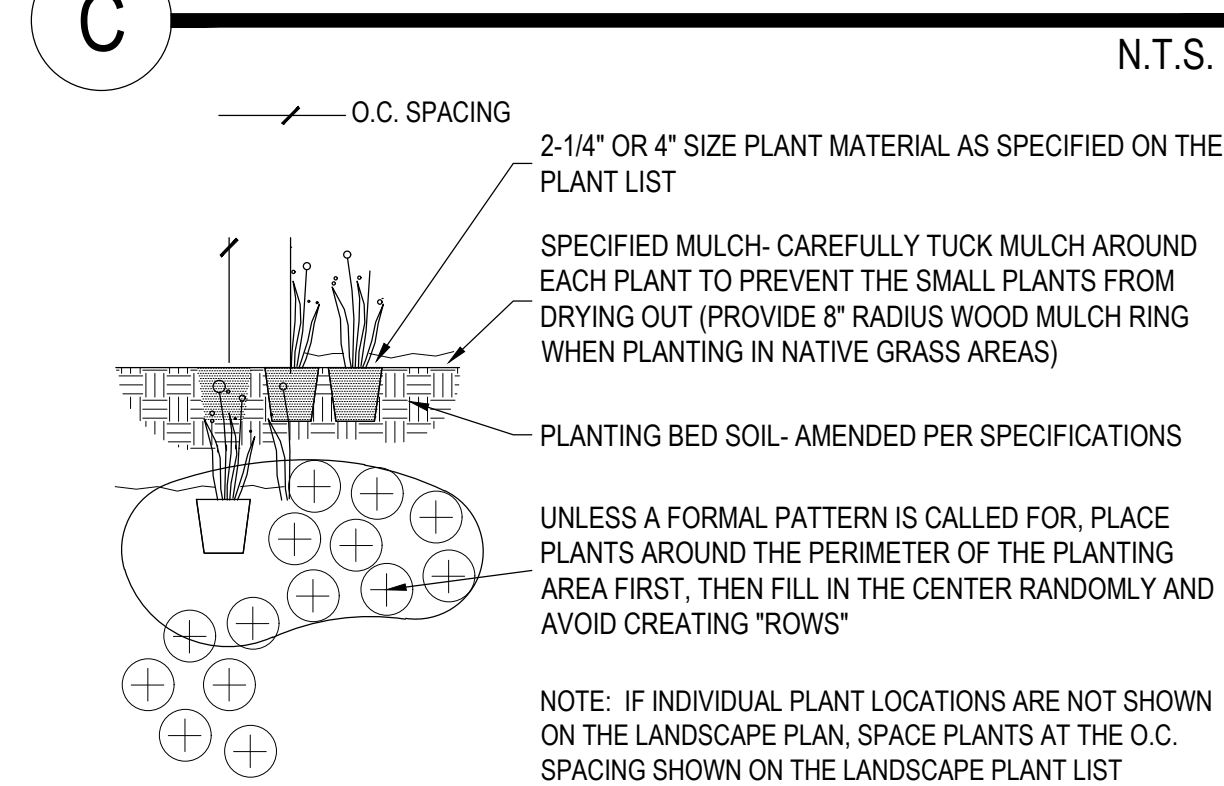 C
N.T.S.
O.C. SPACING
2-1/4" OR 4" SIZE PLANT MATERIAL AS SPECIFIED ON THE
PLANT LIST
SPECIFIED MULCH- CAREFULLY TUCK MULCH AROUND
EACH PLANT TO PREVENT THE SMALL PLANTS FROM
DRYING OUT (PROVIDE 8" RADIUS WOOD MULCH RING
WHEN PLANTING IN NATIVE GRASS AREAS)
PLANTING BED SOIL- AMENDED PER SPECIFICATIONS
UNLESS A FORMAL PATTERN IS CALLED FOR, PLACE
PLANTS AROUND THE PERIMETER OF THE PLANTING
AREA FIRST, THEN FILL IN THE CENTER RANDOMLY AND
AVOID CREATING "ROWS"
NOTE: IF INDIVIDUAL PLANT LOCATIONS ARE NOT SHOWN
ON THE LANDSCAPE PLAN, SPACE PLANTS AT THE O.C.
SPACING SHOWN ON THE LANDSCAPE PLANT LIST